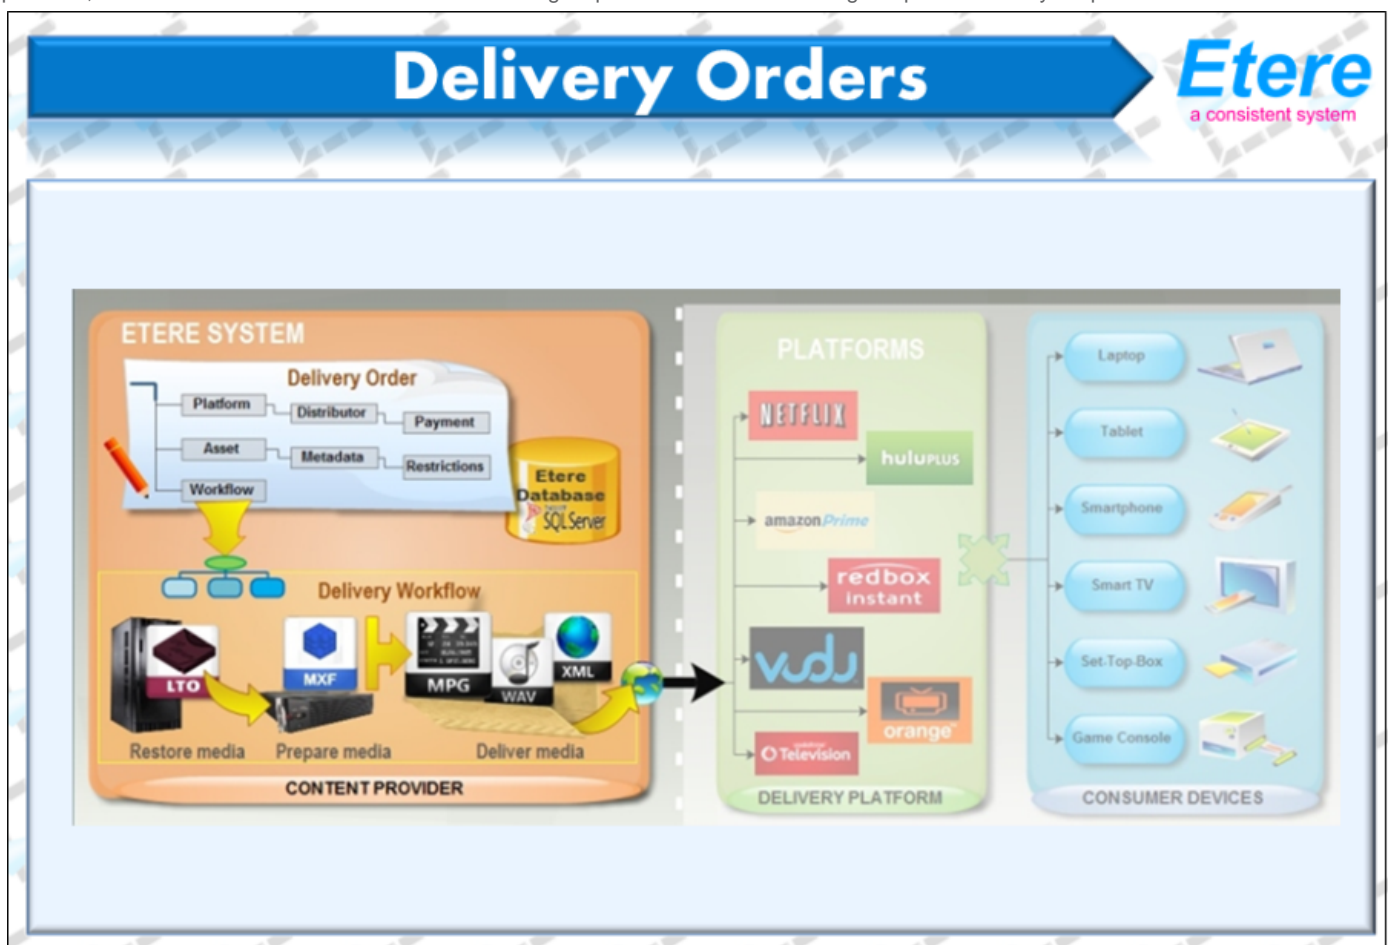 Delivery Orders
Etere
a consistent system
ETERE SYSTEM
Delivery Order
Platform
Distributor
Payment
Asset
Metadata
Restrictions
Workflow
Etere
Database
SQL Server
Delivery Workflow
LTO
MXF
MPG
WAV
XML
Restore media
Prepare media
Deliver media
CONTENT PROVIDER
PLATFORMS
NETFLIX
huluPLUS
amazonPrime
redbox
instant
vudu
orange
Television
DELIVERY PLATFORM
Laptop
Tablet
Smartphone
Smart TV
Set-Top-Box
Game Console
CONSUMER DEVICES